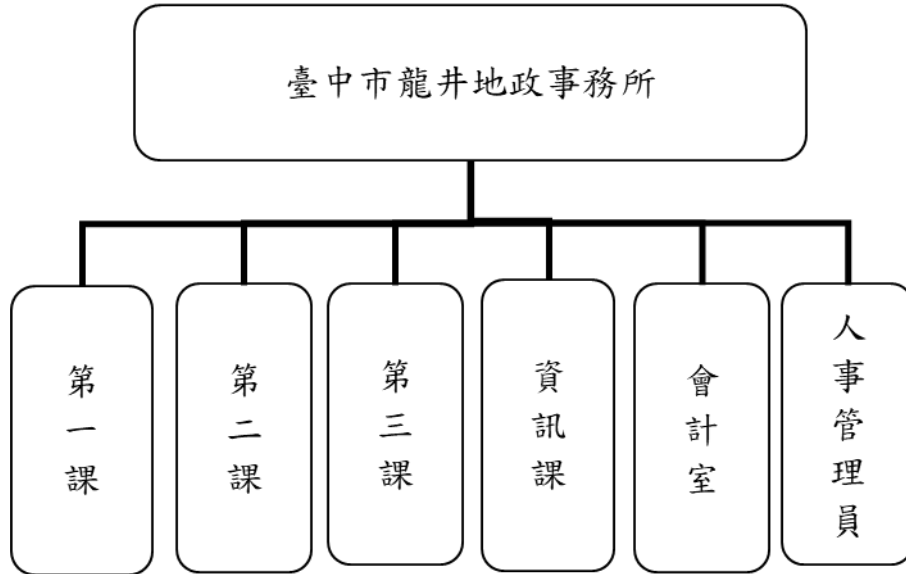 臺中市龍井地政事務所
第一課
第二課
第三課
資訊課
會計室
人事管理員